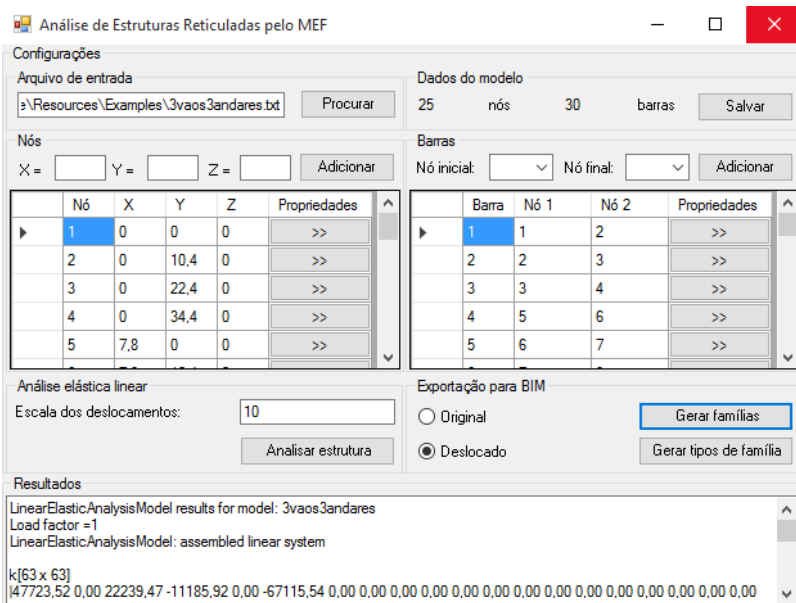 Análise de Estruturas Reticuladas pelo MEF
Configurações
Arquivo de entrada
e\Resources\Examples\3vaos3andares.txt Procurar
Dados do modelo
25 nós 30 barras Salvar
Nós
X = Y = Z = Adicionar
Nó X Y Z Propriedades
1 0 0 0 >>
2 0 10,4 0 >>
3 0 22,4 0 >>
4 0 34,4 0 >>
5 7,8 0 0 >>
Barras
Nó inicial: Nó final: Adicionar
Barra Nó 1 Nó 2 Propriedades
1 1 2 >>
2 2 3 >>
3 3 4 >>
4 5 6 >>
5 6 7 >>
Análise elástica linear
Escala dos deslocamentos: 10
Analisar estrutura
Exportação para BIM
Original Gerar famílias
Deslocado Gerar tipos de família
Resultados
LinearElasticAnalysisModel results for model: 3vaos3andares
Load factor =1
LinearElasticAnalysisModel: assembled linear system
k[63 x 63]
|47723,52 0,00 22239,47 -11185,92 0,00 -67115,54 0,00 0,00 0,00 0,00 0,00 0,00 0,00 0,00 0,00 0,00 0,00 0,00 0,00 0,00